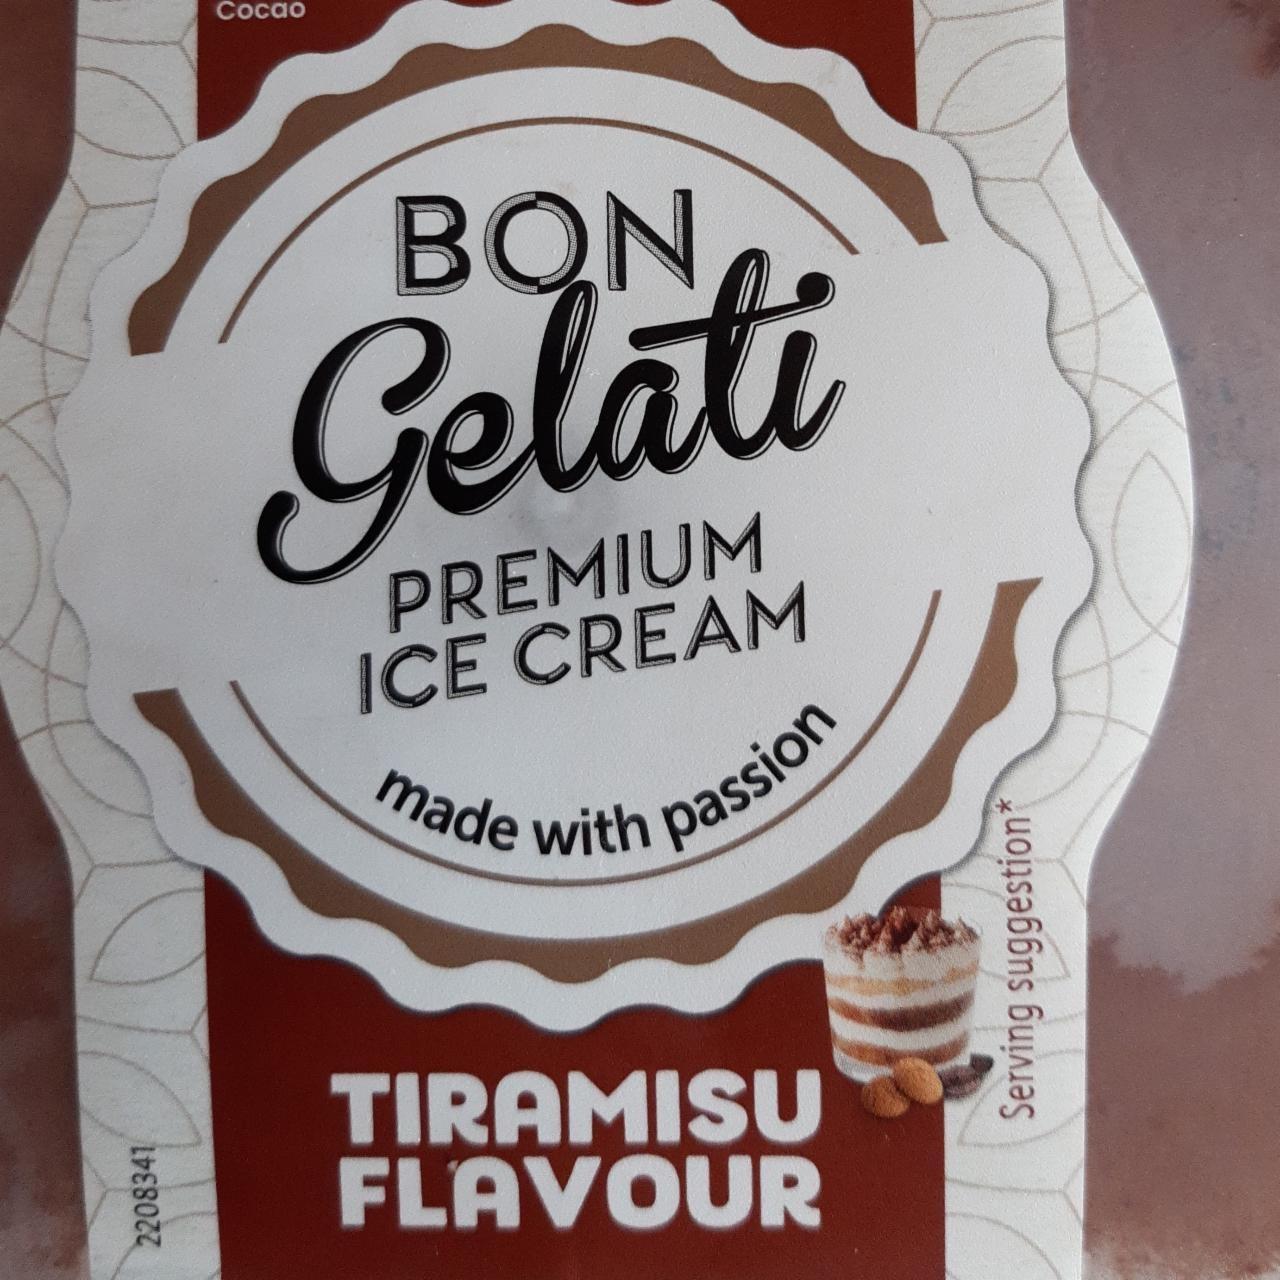 Cocao
BON
Gelati
PREMIUM
ICE CREAM
made with passion
Serving suggestion*
TIRAMISU
FLAVOUR
2208341